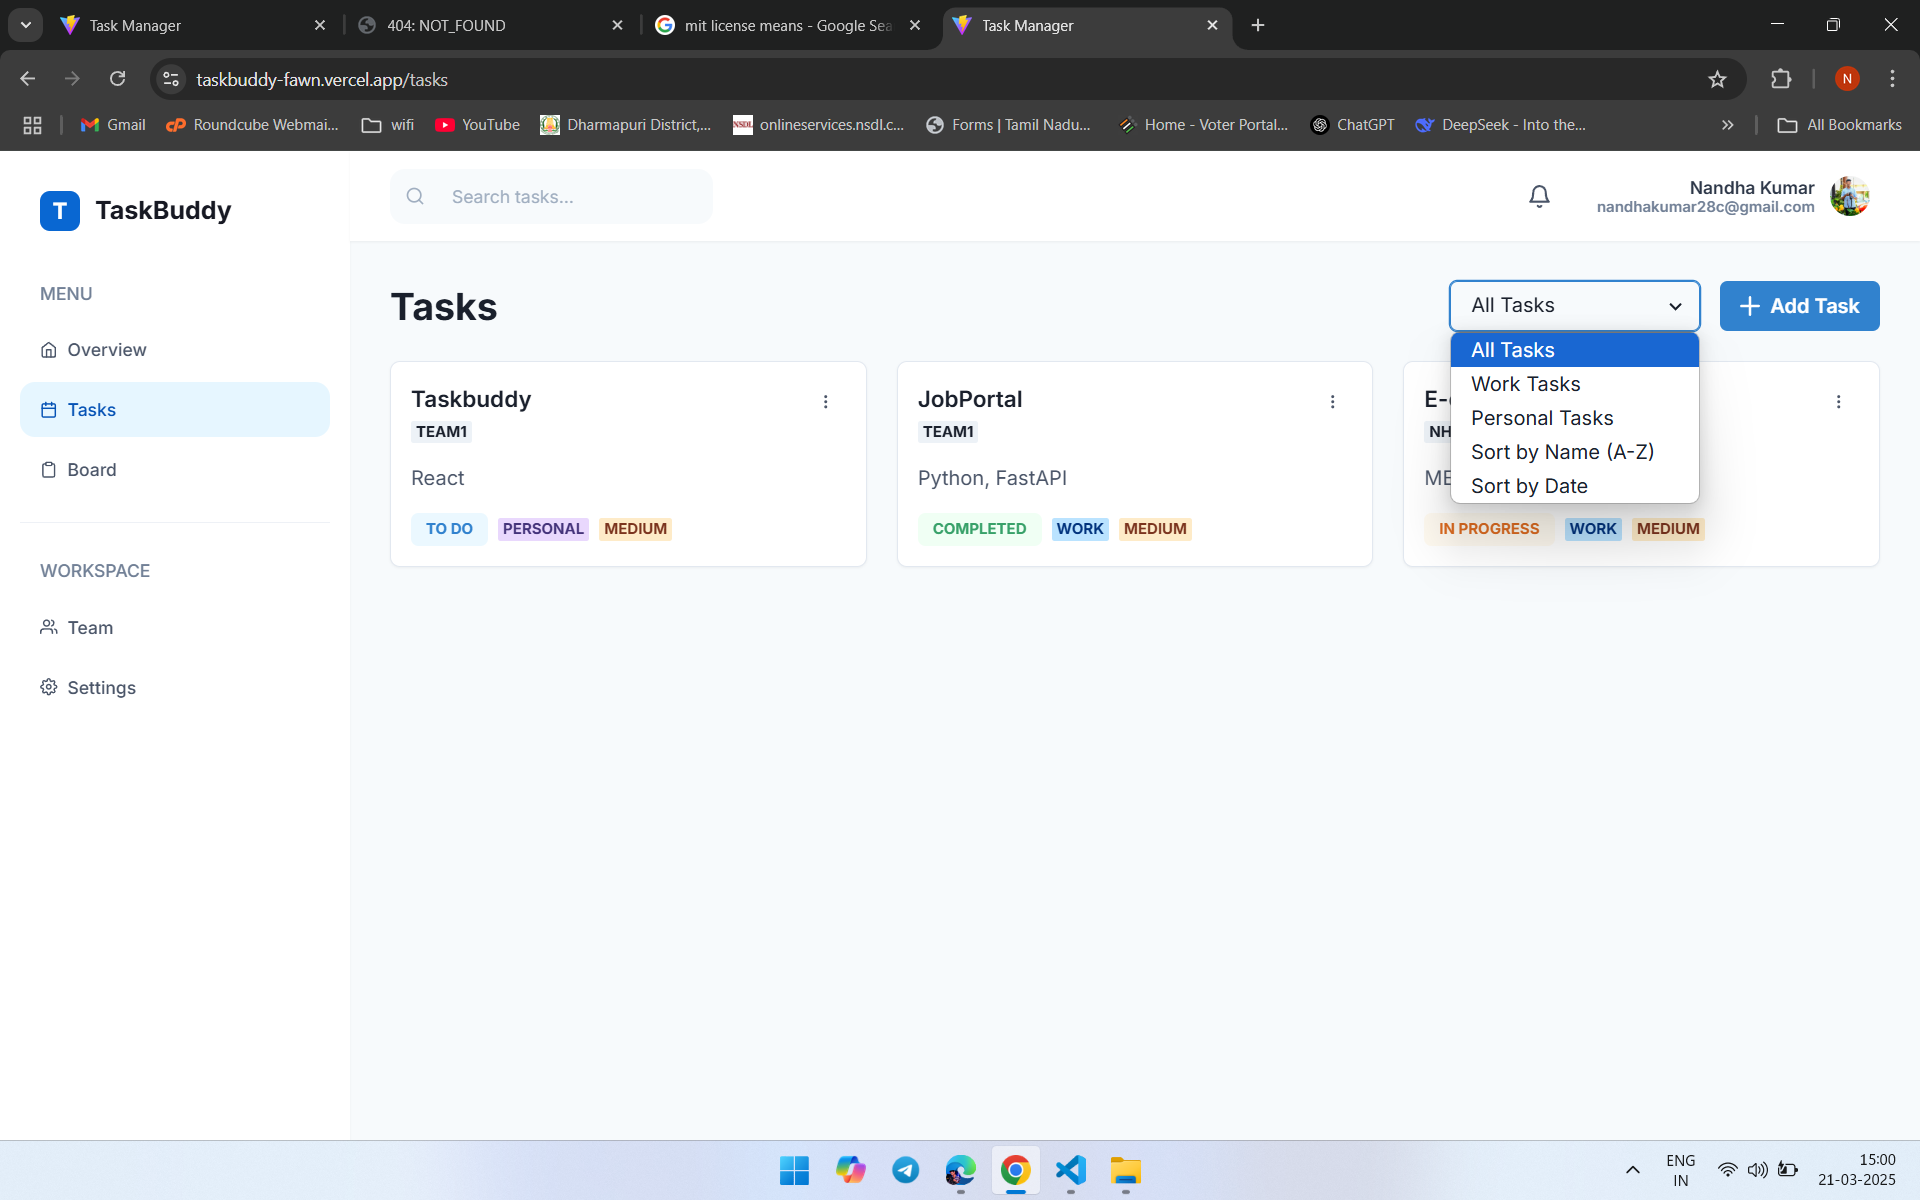 Task Manager
404: NOT_FOUND
mit license means - Google Sea
Task Manager
taskbuddy-fawn.vercel.app/tasks
N
Gmail
Roundcube Webmai...
wifi
YouTube
Dharmapuri District,...
NSDL
onlineservices.nsdl.c...
Forms | Tamil Nadu...
Home - Voter Portal...
ChatGPT
DeepSeek - Into the...
All Bookmarks
T TaskBuddy
Search tasks...
Nandha Kumar
nandhakumar28c@gmail.com
MENU
Overview
Tasks
Board
WORKSPACE
Team
Settings
Tasks
All Tasks
Add Task
All Tasks
Work Tasks
Personal Tasks
Sort by Name (A-Z)
Sort by Date
Taskbuddy
TEAM1
React
TO DO PERSONAL MEDIUM
JobPortal
TEAM1
Python, FastAPI
COMPLETED WORK MEDIUM
E-
NH
ME
IN PROGRESS WORK MEDIUM
ENG
IN
15:00
21-03-2025